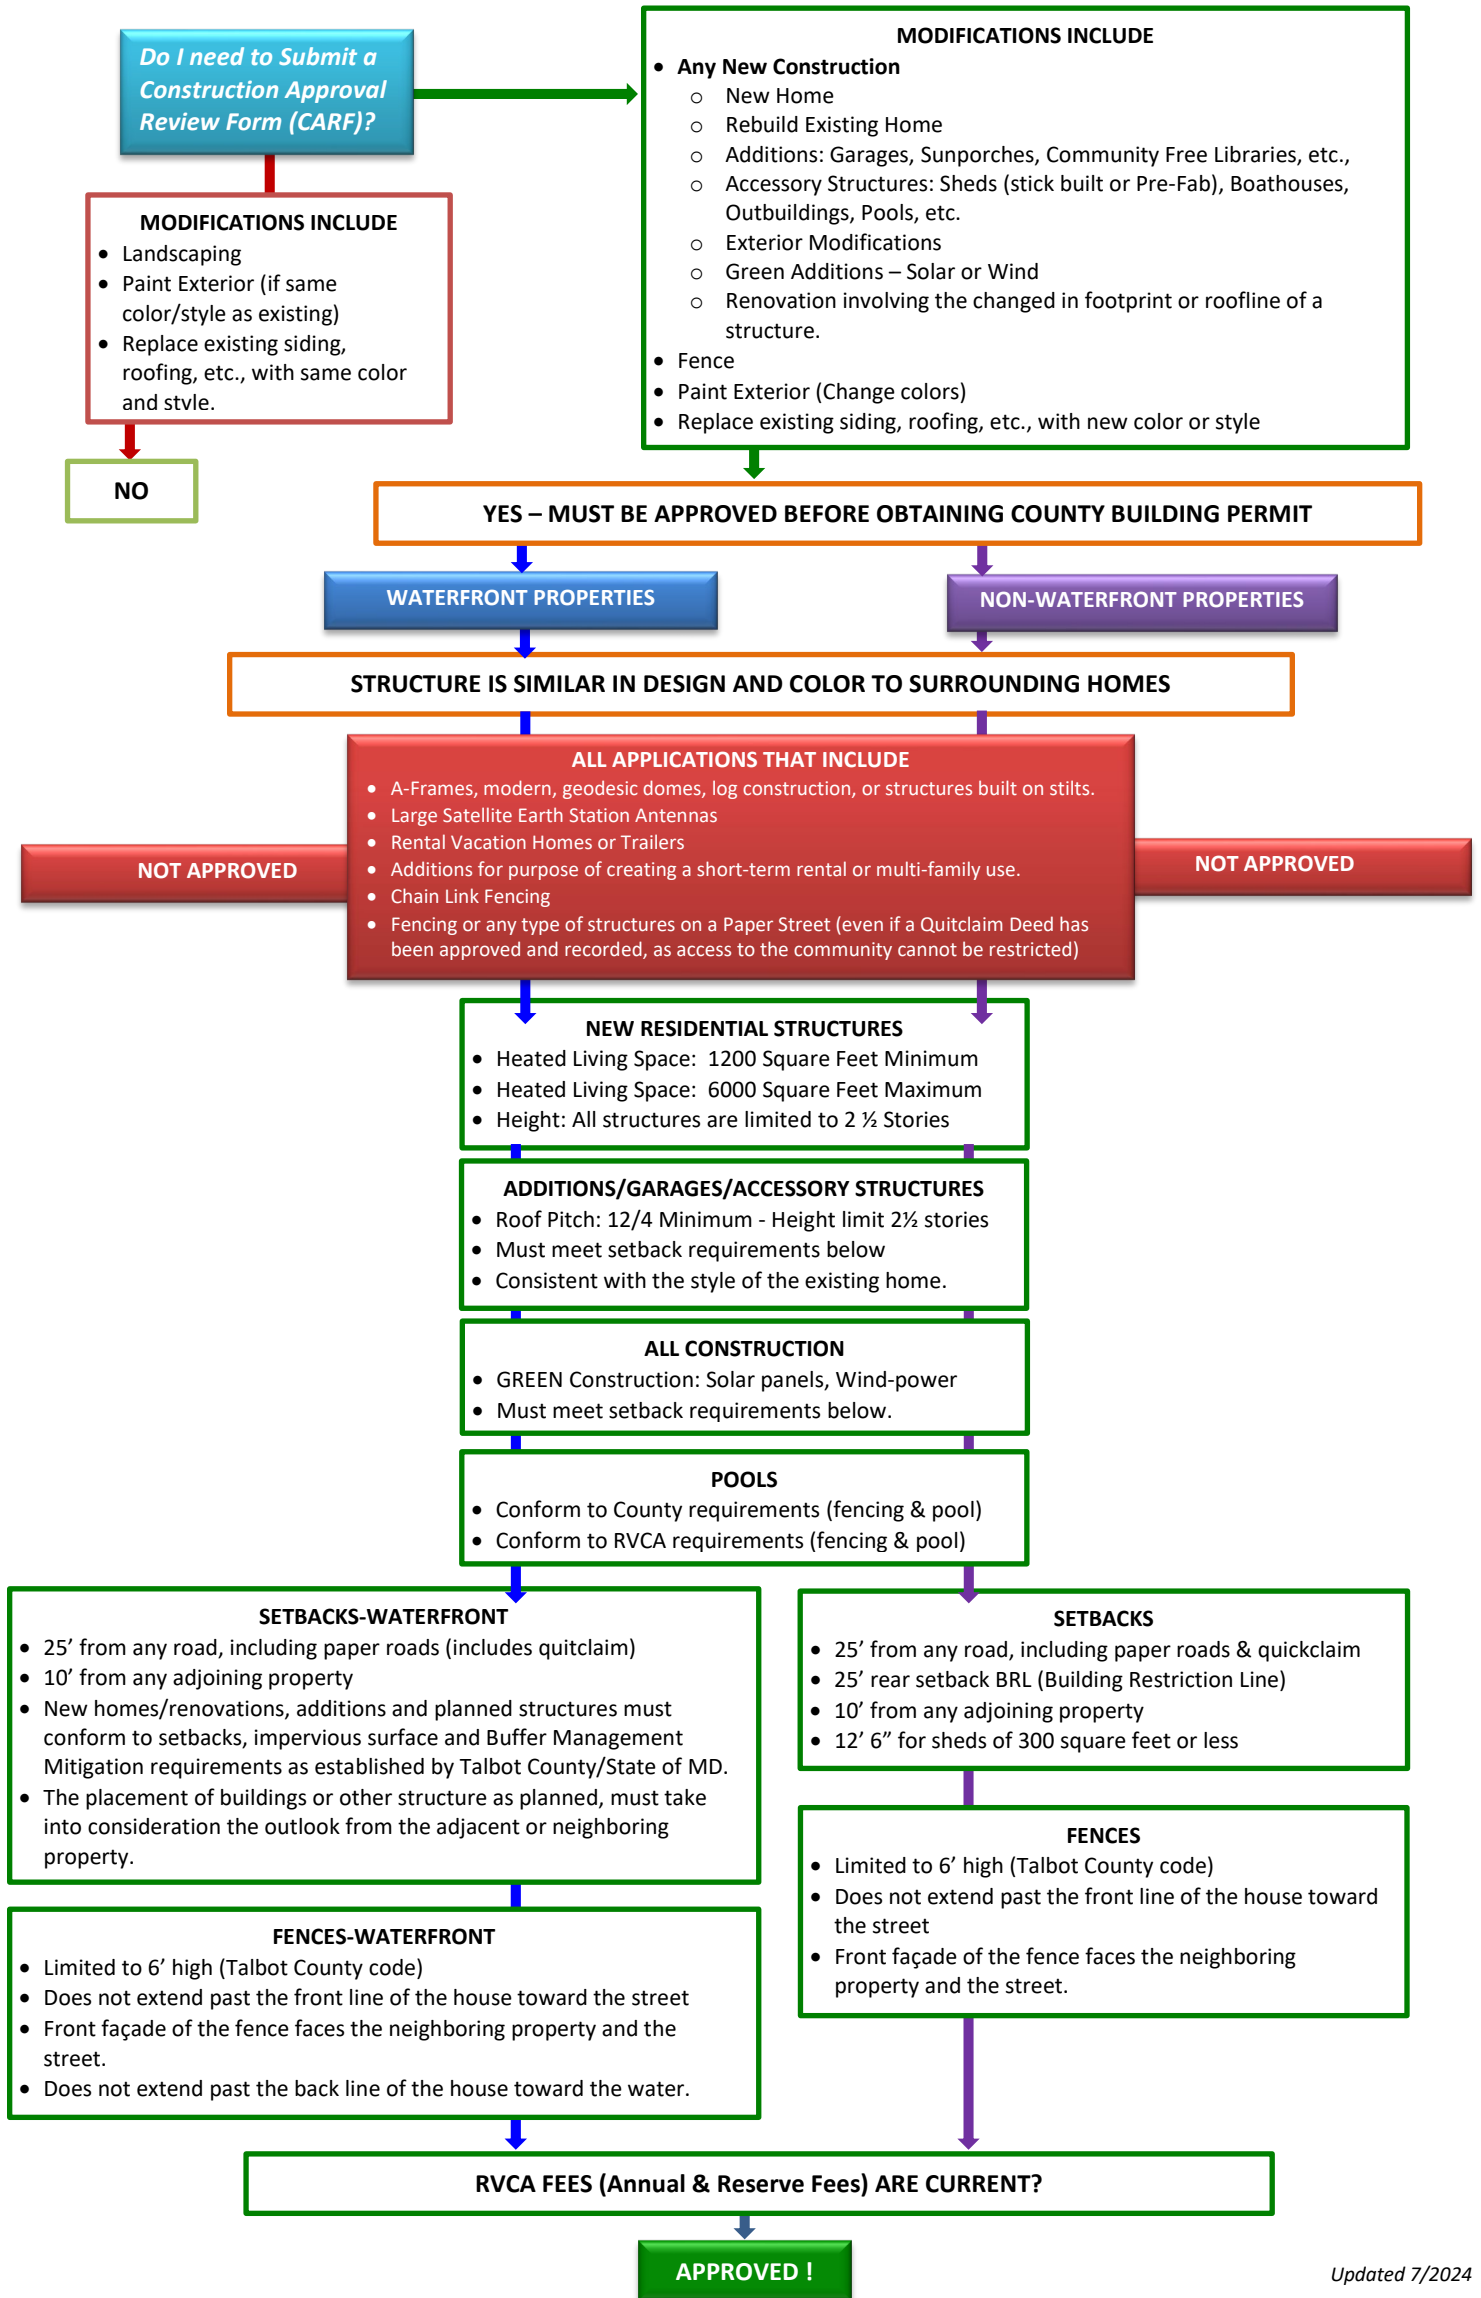 Do I need to Submit a
Construction Approval
Review Form (CARF)?
MODIFICATIONS INCLUDE
• Landscaping
• Paint Exterior (if same
color/style as existing)
• Replace existing siding,
roofing, etc., with same color
and style.
NO
MODIFICATIONS INCLUDE
• Any New Construction
o New Home
o Rebuild Existing Home
o Additions: Garages, Sunporches, Community Free Libraries, etc.,
o Accessory Structures: Sheds (stick built or Pre-Fab), Boathouses,
Outbuildings, Pools, etc.
o Exterior Modifications
o Green Additions – Solar or Wind
o Renovation involving the changed in footprint or roofline of a
structure.
• Fence
• Paint Exterior (Change colors)
• Replace existing siding, roofing, etc., with new color or style
YES – MUST BE APPROVED BEFORE OBTAINING COUNTY BUILDING PERMIT
WATERFRONT PROPERTIES
NON-WATERFRONT PROPERTIES
STRUCTURE IS SIMILAR IN DESIGN AND COLOR TO SURROUNDING HOMES
ALL APPLICATIONS THAT INCLUDE
• A-Frames, modern, geodesic domes, log construction, or structures built on stilts.
• Large Satellite Earth Station Antennas
• Rental Vacation Homes or Trailers
• Additions for purpose of creating a short-term rental or multi-family use.
• Chain Link Fencing
• Fencing or any type of structures on a Paper Street (even if a Quitclaim Deed has
been approved and recorded, as access to the community cannot be restricted)
NOT APPROVED
NOT APPROVED
NEW RESIDENTIAL STRUCTURES
• Heated Living Space: 1200 Square Feet Minimum
• Heated Living Space: 6000 Square Feet Maximum
• Height: All structures are limited to 2 ½ Stories
ADDITIONS/GARAGES/ACCESSORY STRUCTURES
• Roof Pitch: 12/4 Minimum - Height limit 2½ stories
• Must meet setback requirements below
• Consistent with the style of the existing home.
ALL CONSTRUCTION
• GREEN Construction: Solar panels, Wind-power
• Must meet setback requirements below.
POOLS
• Conform to County requirements (fencing & pool)
• Conform to RVCA requirements (fencing & pool)
SETBACKS-WATERFRONT
• 25’ from any road, including paper roads (includes quitclaim)
• 10’ from any adjoining property
• New homes/renovations, additions and planned structures must
conform to setbacks, impervious surface and Buffer Management
Mitigation requirements as established by Talbot County/State of MD.
• The placement of buildings or other structure as planned, must take
into consideration the outlook from the adjacent or neighboring
property.
FENCES-WATERFRONT
• Limited to 6’ high (Talbot County code)
• Does not extend past the front line of the house toward the street
• Front façade of the fence faces the neighboring property and the
street.
• Does not extend past the back line of the house toward the water.
SETBACKS
• 25’ from any road, including paper roads & quickclaim
• 25’ rear setback BRL (Building Restriction Line)
• 10’ from any adjoining property
• 12’ 6” for sheds of 300 square feet or less
FENCES
• Limited to 6’ high (Talbot County code)
• Does not extend past the front line of the house toward
the street
• Front façade of the fence faces the neighboring
property and the street.
RVCA FEES (Annual & Reserve Fees) ARE CURRENT?
APPROVED !
Updated 7/2024